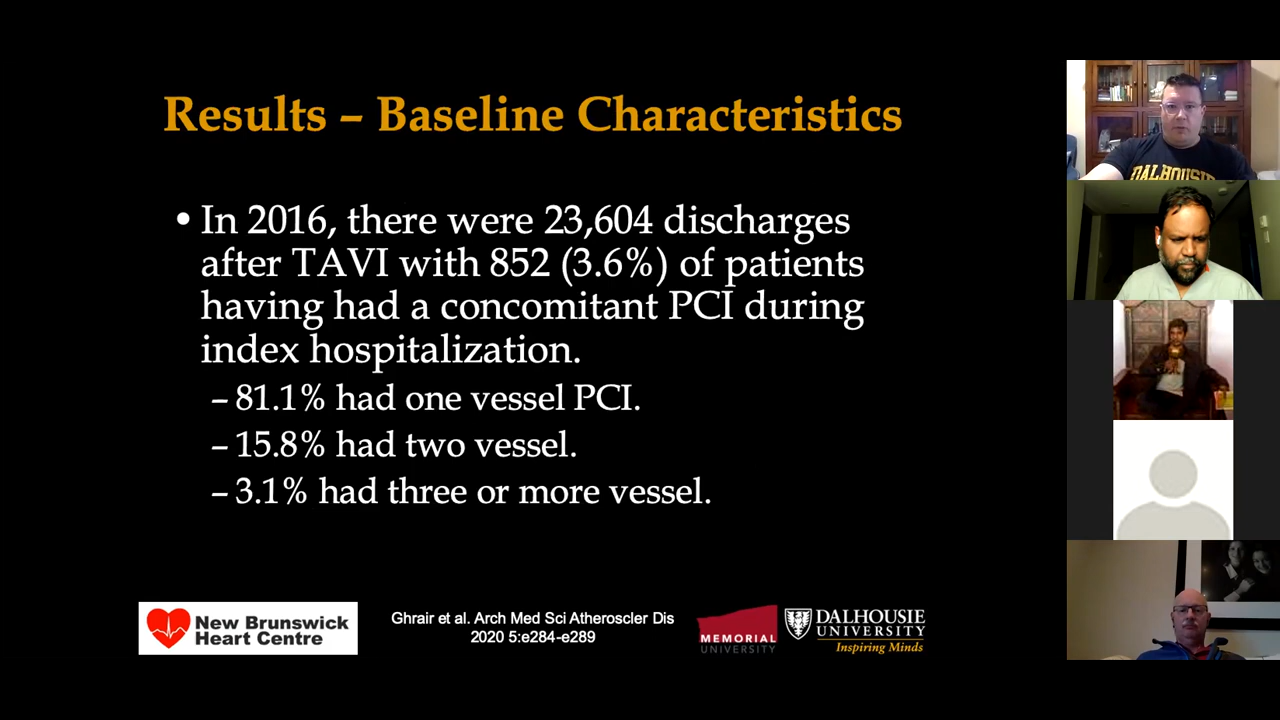 Results – Baseline Characteristics
• In 2016, there were 23,604 discharges
after TAVI with 852 (3.6%) of patients
having had a concomitant PCI during
index hospitalization.
– 81.1% had one vessel PCI.
– 15.8% had two vessel.
– 3.1% had three or more vessel.
New Brunswick
Heart Centre
Ghrair et al. Arch Med Sci Atheroscler Dis
2020 5:e284-e289
MEMORIAL
UNIVERSITY
DALHOUSIE
UNIVERSITY
Inspiring Minds
DALHOUSIE